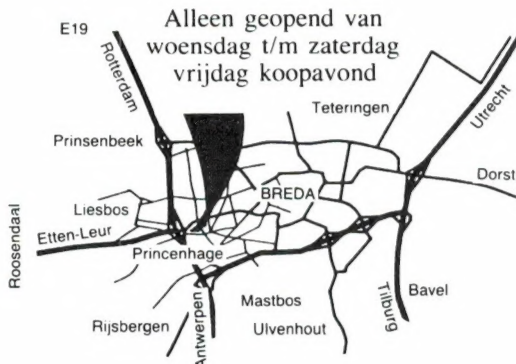 Alleen geopend van
woensdag t/m zaterdag
vrijdag koopavond
E19
Rotterdam
Teteringen
Utrecht
Prinsenbeek
Dorst
BREDA
Liesbos
Roosendaal
Etten-Leur
Princenhage
Bavel
Tilburg
Mastbos
Rijsbergen
Antwerpen
Ulvenhout